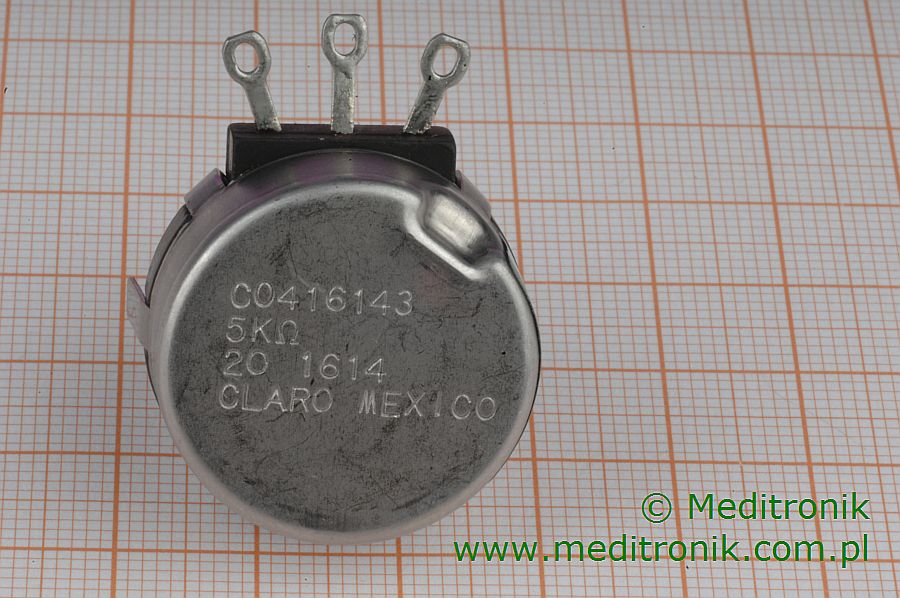 C0416143
5KΩ
20 1614
CLARO MEXICO
© Meditronik
www.meditronik.com.pl